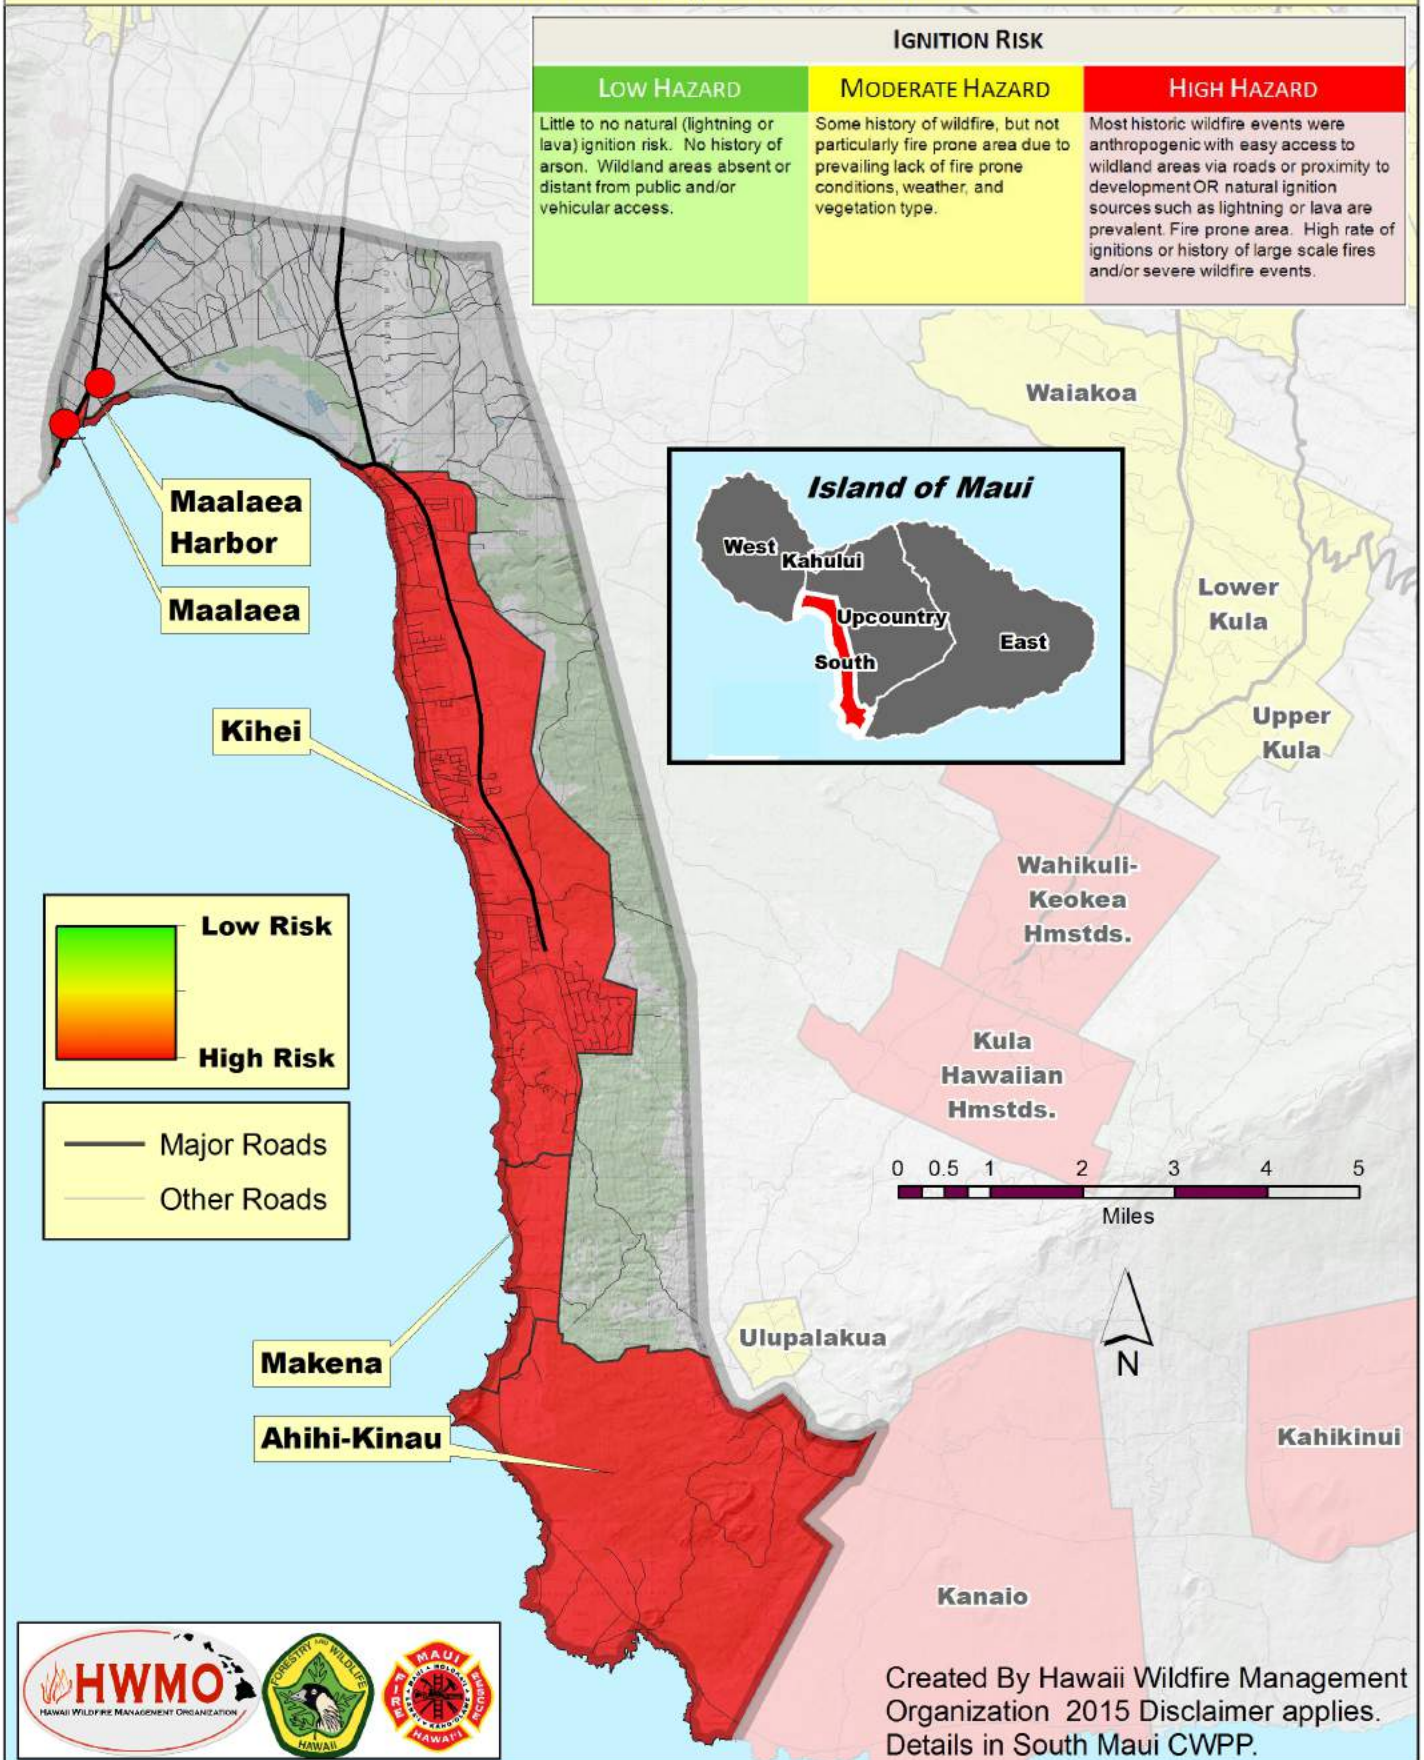 IGNITION RISK
LOW HAZARD
Little to no natural (lightning or
lava) ignition risk. No history of
arson. Wildland areas absent or
distant from public and/or
vehicular access.
MODERATE HAZARD
Some history of wildfire, but not
particularly fire prone area due to
prevailing lack of fire prone
conditions, weather, and
vegetation type.
HIGH HAZARD
Most historic wildfire events were
anthropogenic with easy access to
wildland areas via roads or proximity to
development OR natural ignition
sources such as lightning or lava are
prevalent. Fire prone area. High rate of
ignitions or history of large scale fires
and/or severe wildfire events.
Waiakoa
Island of Maui
West
Kahului
Upcountry
East
South
Maalaea
Harbor
Maalaea
Lower
Kula
Kihei
Upper
Kula
Wahikuli-
Keokea
Hmstds.
Low Risk
High Risk
Kula
Hawaiian
Hmstds.
Major Roads
Other Roads
0 0.5 1 2 3 4 5
Miles
N
Ulupalakua
Makena
Ahihi-Kinau
Kahikinui
Kanaio
HWMO
HAWAII WILDFIRE MANAGEMENT ORGANIZATION
FORESTRY AND WILDLIFE
HAWAII
MAUI
FIRE
RESCUE
HAWAI'I
Created By Hawaii Wildfire Management
Organization 2015 Disclaimer applies.
Details in South Maui CWPP.